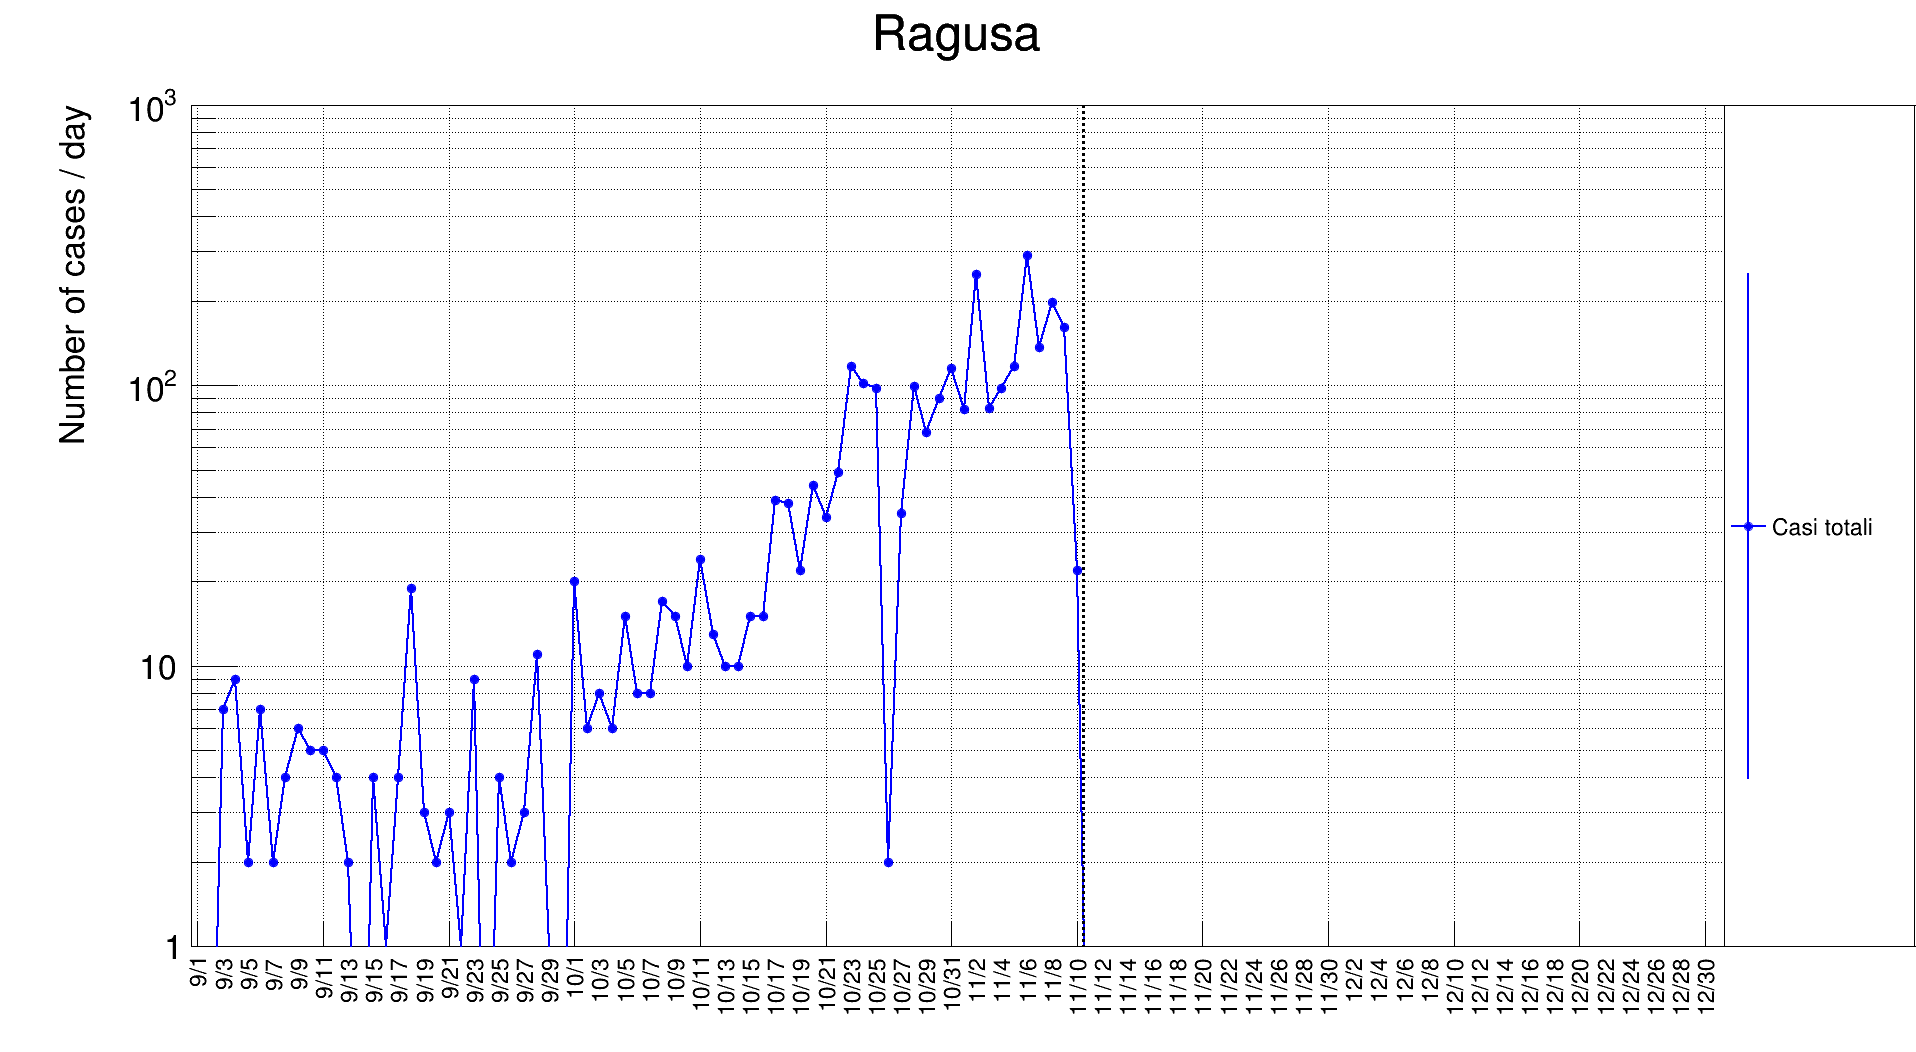 Ragusa
Number of cases / day
10³
10²
10
1
9/1 9/3 9/5 9/7 9/9 9/11 9/13 9/15 9/17 9/19 9/21 9/23 9/25 9/27 9/29 10/1 10/3 10/5 10/7 10/9 10/11 10/13 10/15 10/17 10/19 10/21 10/23 10/25 10/27 10/29 10/31 11/2 11/4 11/6 11/8 11/10 11/12 11/14 11/16 11/18 11/20 11/22 11/24 11/26 11/28 11/30 12/2 12/4 12/6 12/8 12/10 12/12 12/14 12/16 12/18 12/20 12/22 12/24 12/26 12/28 12/30
Casi totali